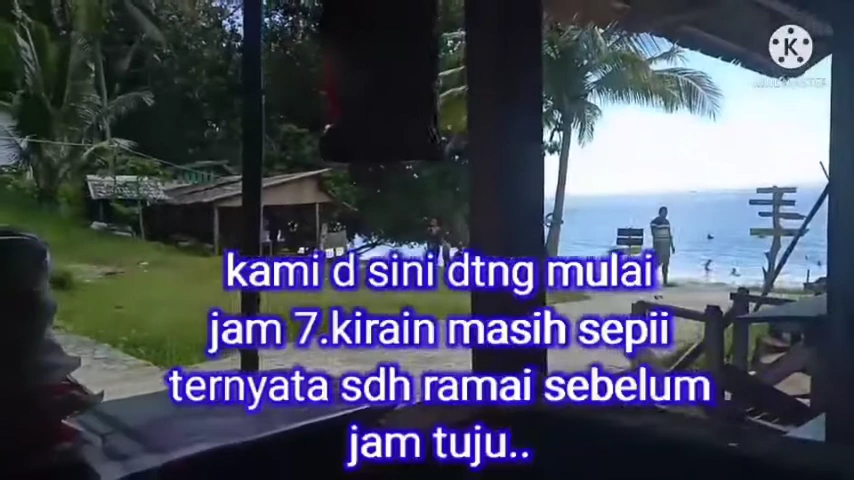 K
kami d sini dtng mulai
jam 7.kirain masih sepii
ternyata sdh ramai sebelum
jam tuju..